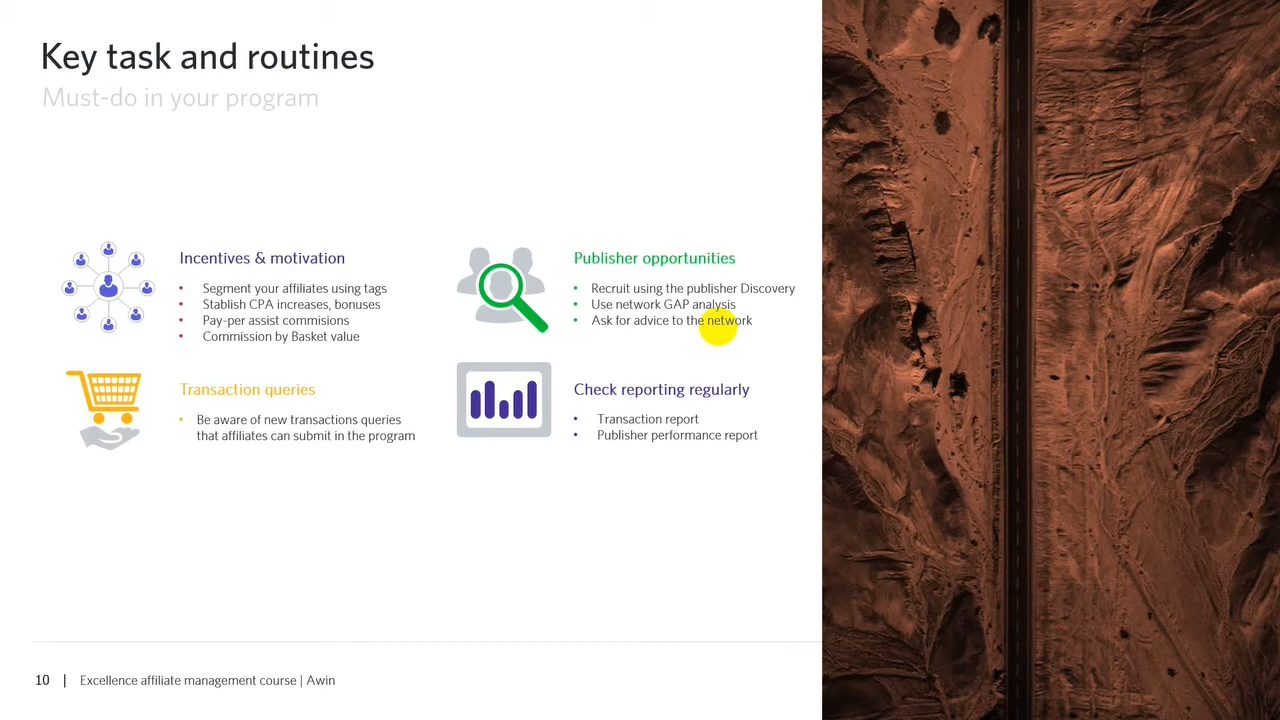 Key task and routines
Must-do in your program
Incentives & motivation
• Segment your affiliates using tags
• Stablish CPA increases, bonuses
• Pay-per assist commisions
• Commission by Basket value
Publisher opportunities
• Recruit using the publisher Discovery
• Use network GAP analysis
• Ask for advice to the network
Transaction queries
• Be aware of new transactions queries
that affiliates can submit in the program
Check reporting regularly
• Transaction report
• Publisher performance report
10 | Excellence affiliate management course | Awin